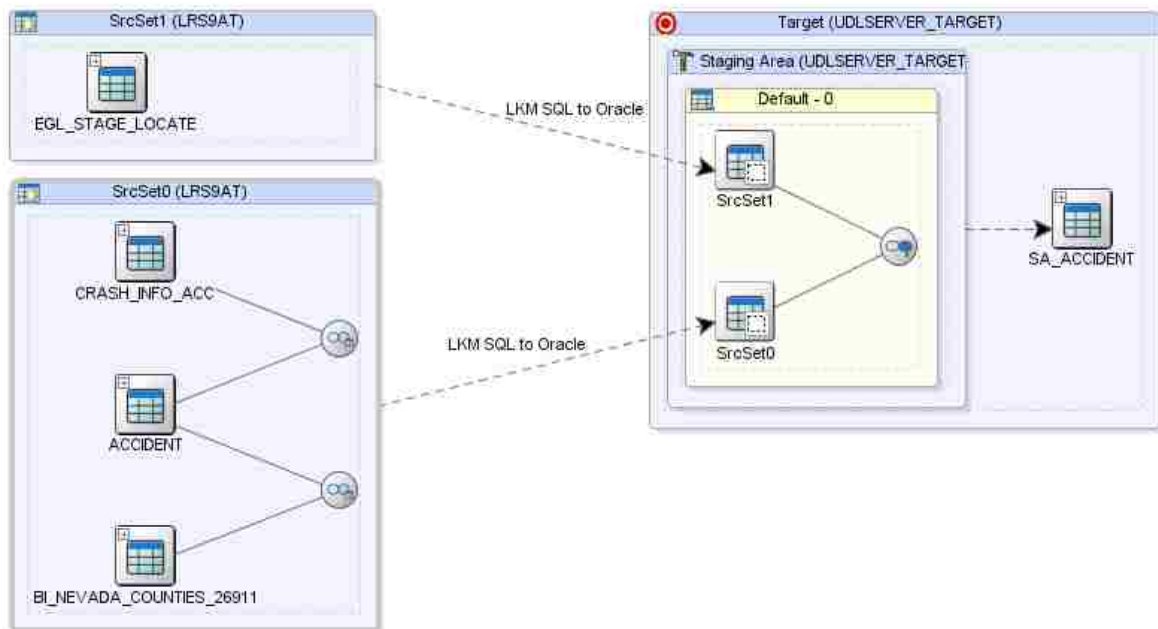 SrcSet1 (LRS9AT)
EGL_STAGE_LOCATE
SrcSet0 (LRS9AT)
CRASH_INFO_ACC
ACCIDENT
BI_NEVADA_COUNTIES_26911
LKM SQL to Oracle
LKM SQL to Oracle
Target (UDLSERVER_TARGET)
Staging Area (UDLSERVER_TARGET
Default - 0
SrcSet1
SrcSet0
SA_ACCIDENT